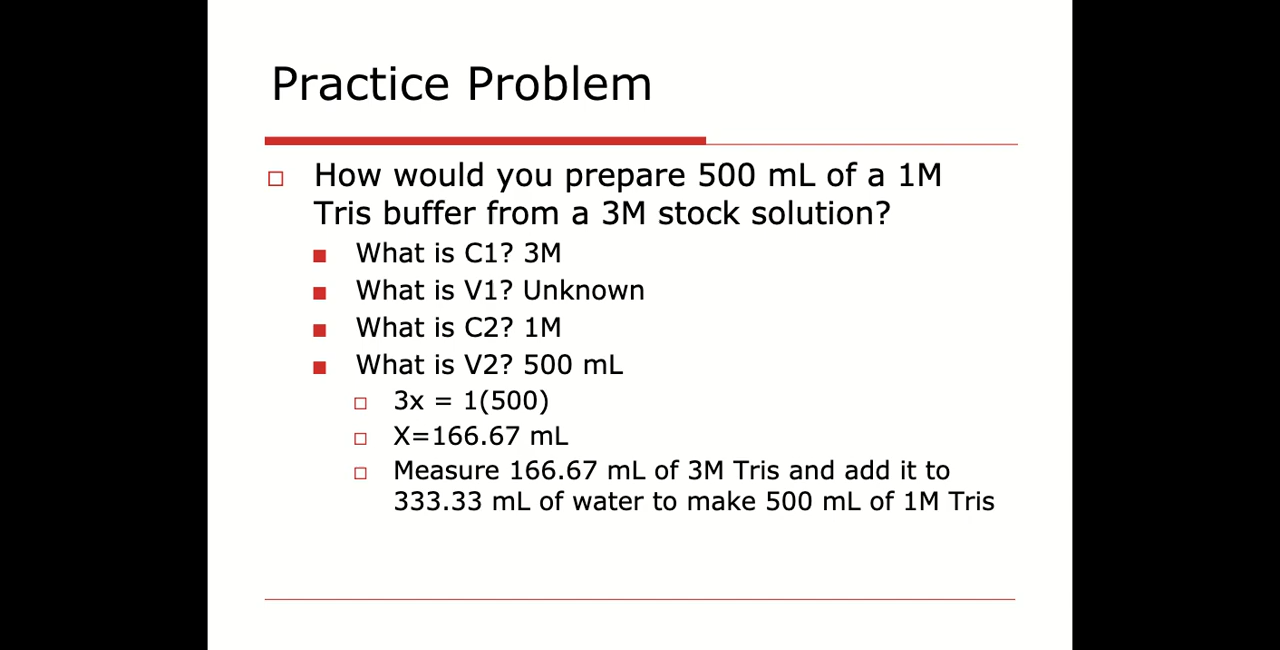 Practice Problem
How would you prepare 500 mL of a 1M
Tris buffer from a 3M stock solution?
What is C1? 3M
What is V1? Unknown
What is C2? 1M
What is V2? 500 mL
3x = 1(500)
X=166.67 mL
Measure 166.67 mL of 3M Tris and add it to
333.33 mL of water to make 500 mL of 1M Tris